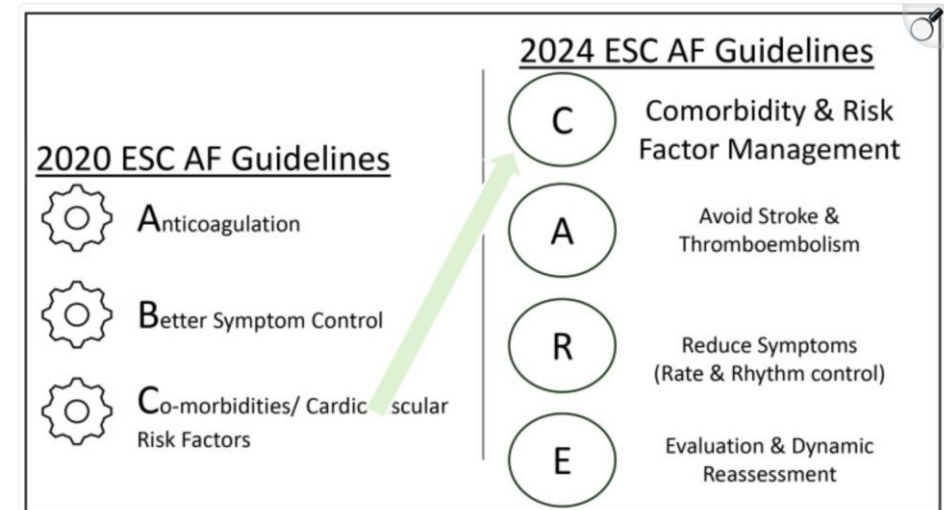 2020 ESC AF Guidelines
Anticoagulation
Better Symptom Control
Co-morbidities/ Cardic scular
Risk Factors
2024 ESC AF Guidelines
C
Comorbidity & Risk
Factor Management
A
Avoid Stroke &
Thromboembolism
R
Reduce Symptoms
(Rate & Rhythm control)
E
Evaluation & Dynamic
Reassessment